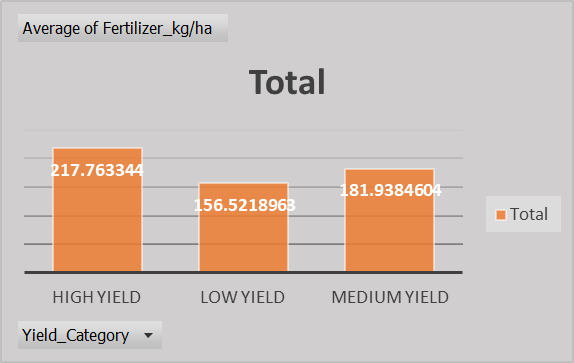 Average of Fertilizer_kg/ha
Total
217.763344
156.5218963
181.9384604
Total
HIGH YIELD
LOW YIELD
MEDIUM YIELD
Yield_Category